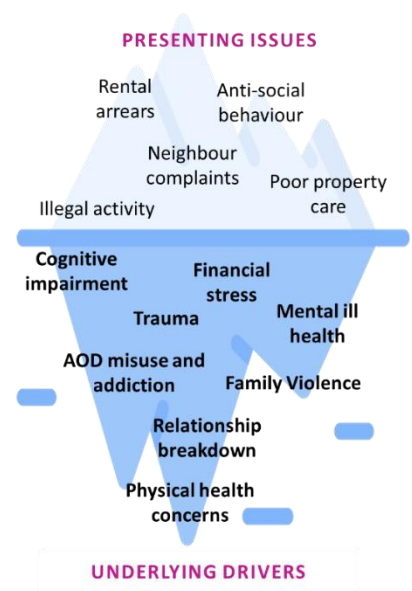 PRESENTING ISSUES
Rental
arrears
Anti-social
behaviour
Neighbour
complaints
Poor property
care
Illegal activity
Cognitive
impairment
Financial
stress
Trauma
Mental ill
health
AOD misuse and
addiction
Family Violence
Relationship
breakdown
Physical health
concerns
UNDERLYING DRIVERS